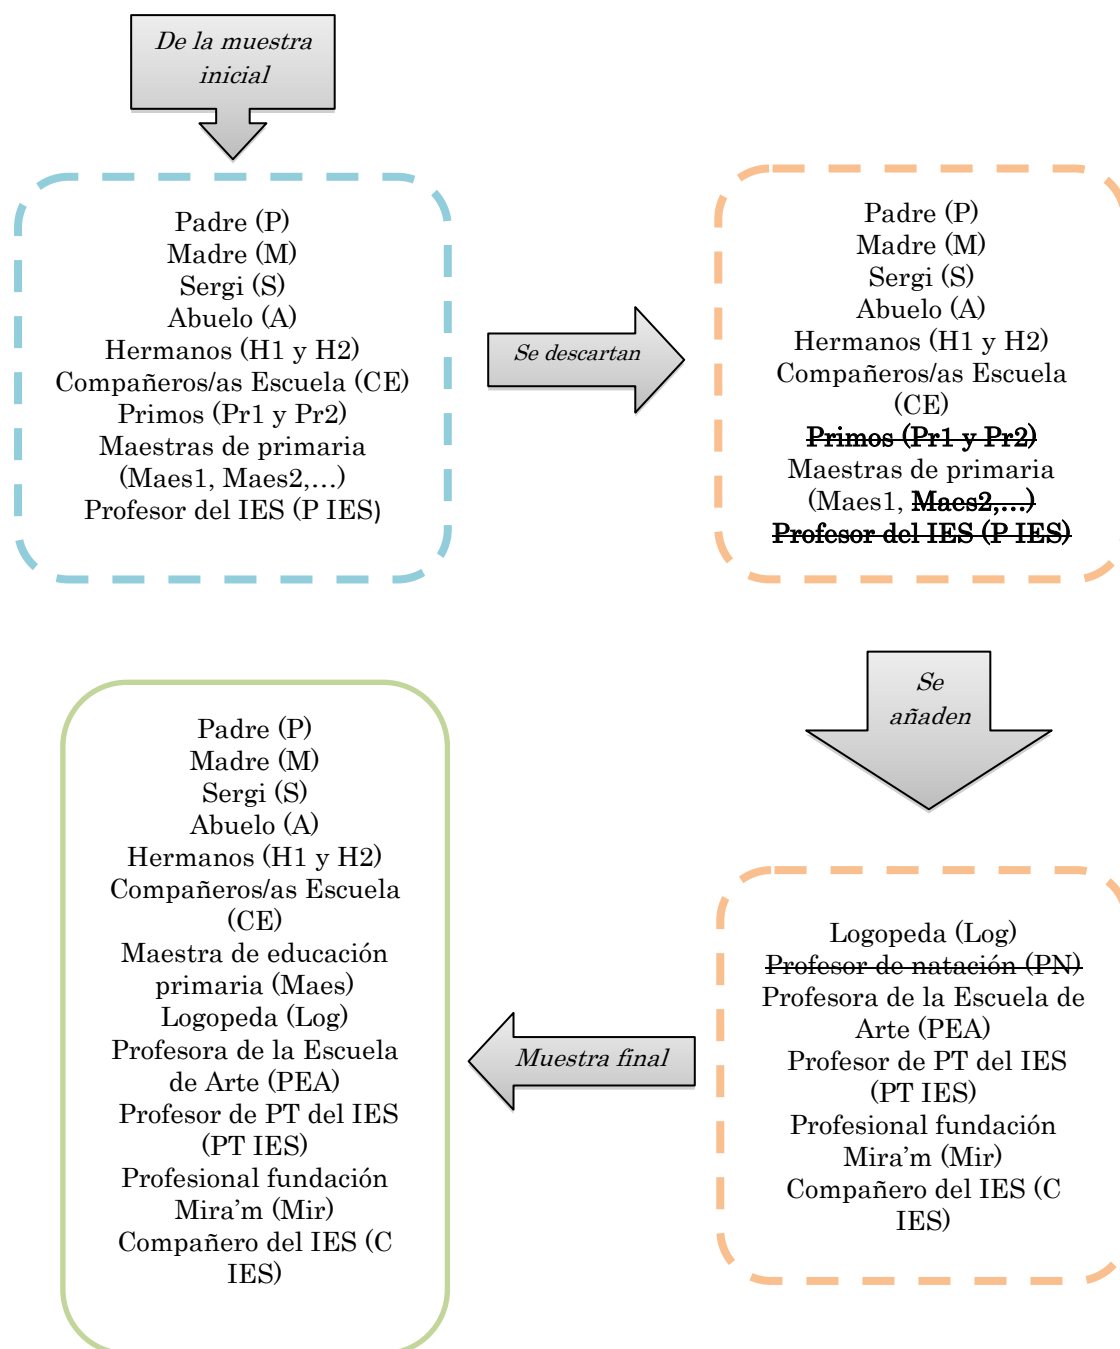 De la muestra
inicial
Padre (P)
Madre (M)
Sergi (S)
Abuelo (A)
Hermanos (H1 y H2)
Compañeros/as Escuela (CE)
Primos (Pr1 y Pr2)
Maestras de primaria
(Maes1, Maes2,…)
Profesor del IES (P IES)
Se descartan
Padre (P)
Madre (M)
Sergi (S)
Abuelo (A)
Hermanos (H1 y H2)
Compañeros/as Escuela
(CE)
Primos (Pr1 y Pr2)
Maestras de primaria
(Maes1, Maes2,…)
Profesor del IES (P IES)
Se
añaden
Logopeda (Log)
Profesor de natación (PN)
Profesora de la Escuela de
Arte (PEA)
Profesor de PT del IES
(PT IES)
Profesional fundación
Mira’m (Mir)
Compañero del IES (C
IES)
Muestra final
Padre (P)
Madre (M)
Sergi (S)
Abuelo (A)
Hermanos (H1 y H2)
Compañeros/as Escuela
(CE)
Maestra de educación
primaria (Maes)
Logopeda (Log)
Profesora de la Escuela
de Arte (PEA)
Profesor de PT del IES
(PT IES)
Profesional fundación
Mira’m (Mir)
Compañero del IES (C
IES)